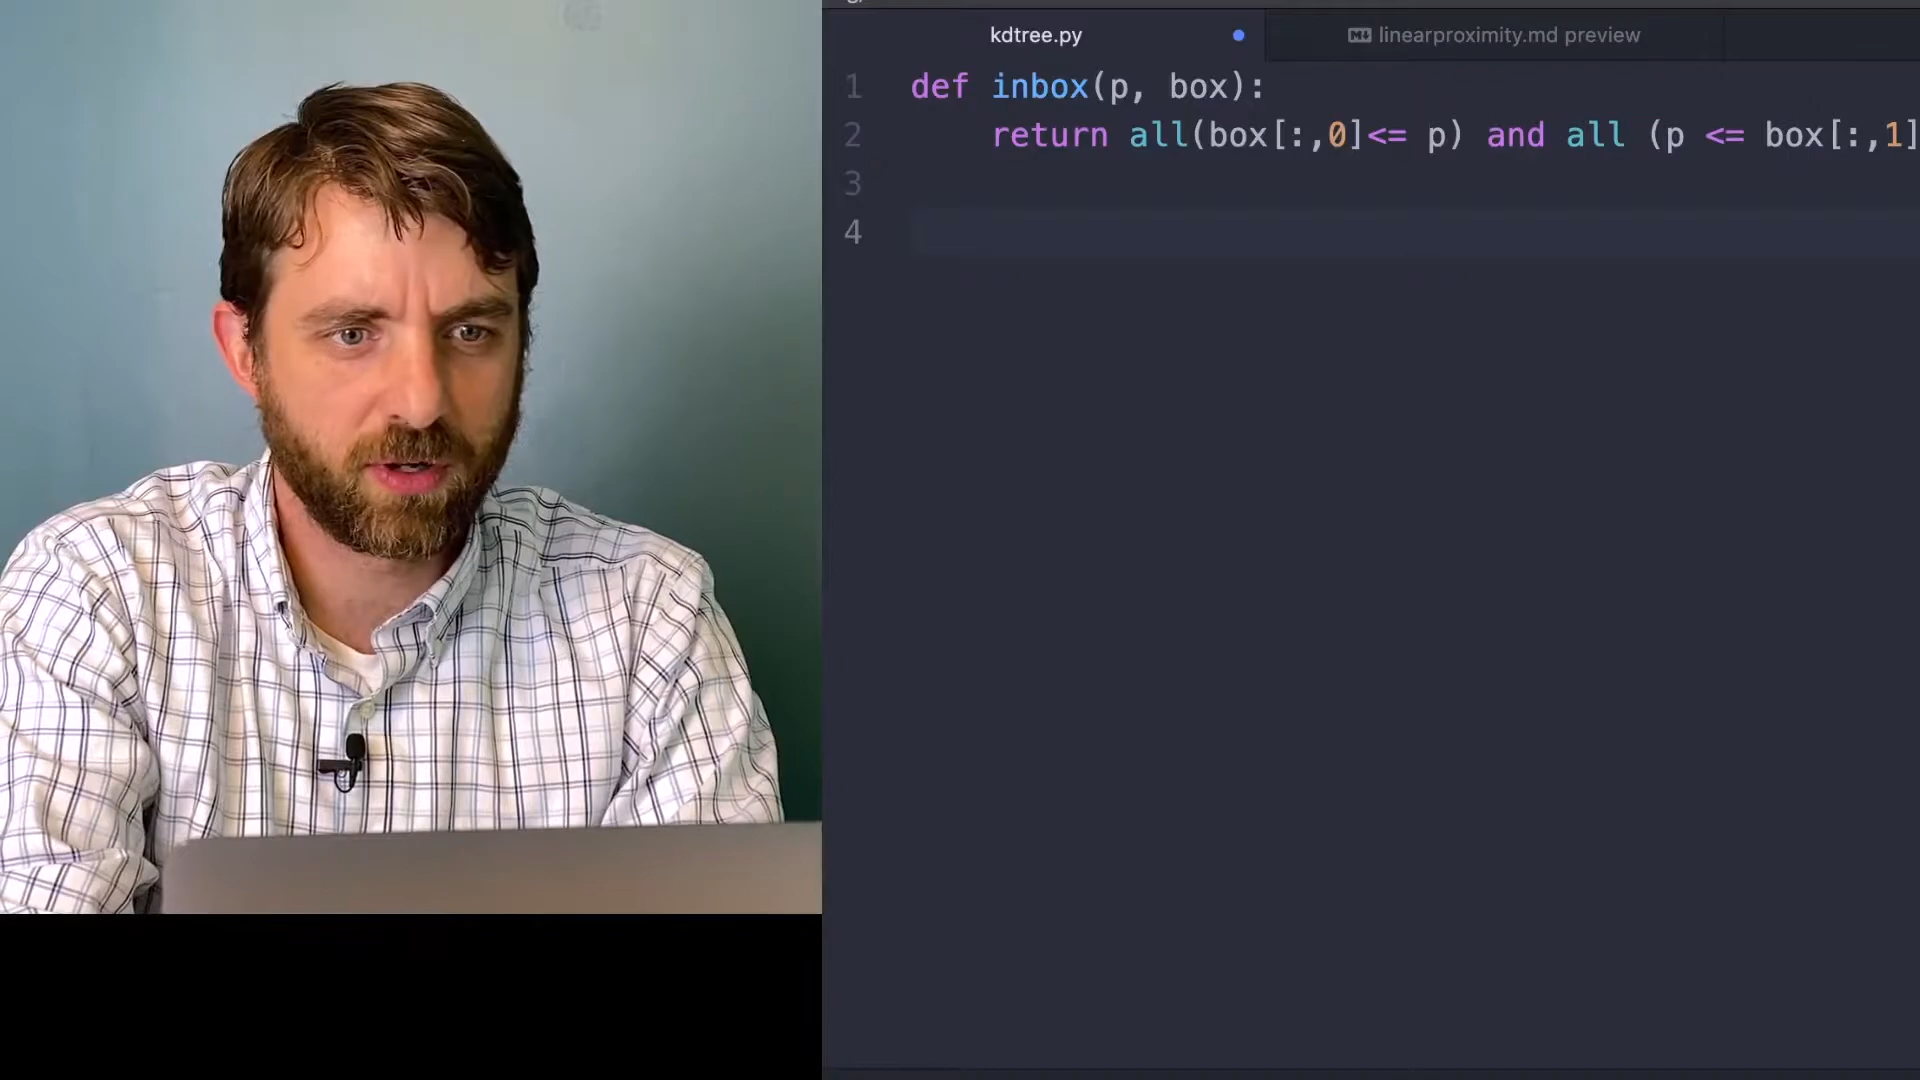 kdtree.py
linearproximity.md preview
1 def inbox(p, box):
2 return all(box[:,0]<= p) and all (p <= box[:,1]
3
4